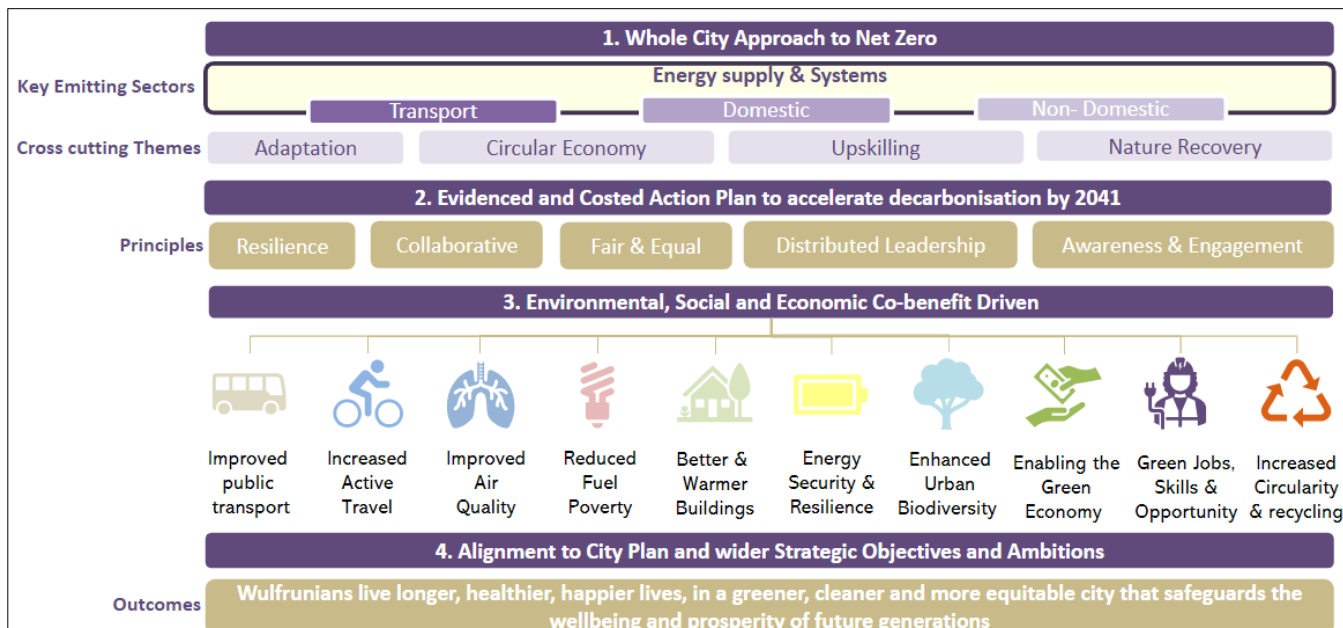 1. Whole City Approach to Net Zero
Key Emitting Sectors
Energy supply & Systems
Transport
Domestic
Non- Domestic
Cross cutting Themes
Adaptation
Circular Economy
Upskilling
Nature Recovery
2. Evidenced and Costed Action Plan to accelerate decarbonisation by 2041
Principles
Resilience
Collaborative
Fair & Equal
Distributed Leadership
Awareness & Engagement
3. Environmental, Social and Economic Co-benefit Driven
Improved
public
transport
Increased
Active
Travel
Improved
Air
Quality
Reduced
Fuel
Poverty
Better &
Warmer
Buildings
Energy
Security &
Resilience
Enhanced
Urban
Biodiversity
Enabling the
Green
Economy
Green Jobs,
Skills &
Opportunity
Increased
Circularity
& recycling
4. Alignment to City Plan and wider Strategic Objectives and Ambitions
Outcomes
Wulfrunians live longer, healthier, happier lives, in a greener, cleaner and more equitable city that safeguards the
wellbeing and prosperity of future generations